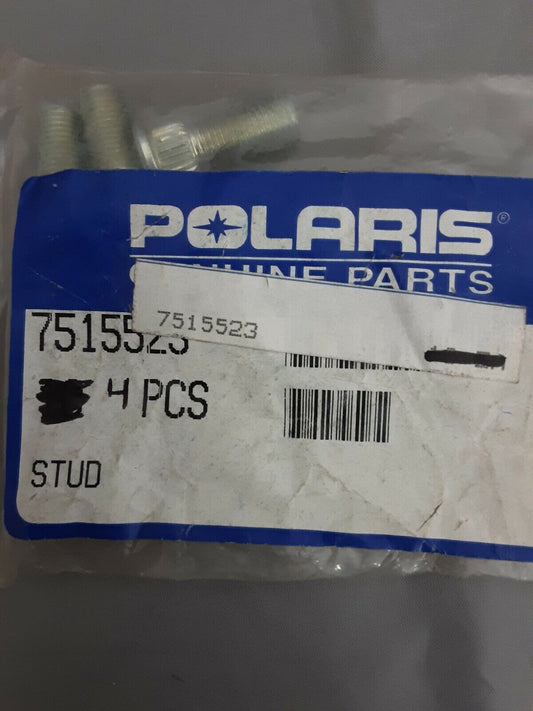 POLARIS®
GENUINE PARTS
7515523
7515523
4 PCS
STUD